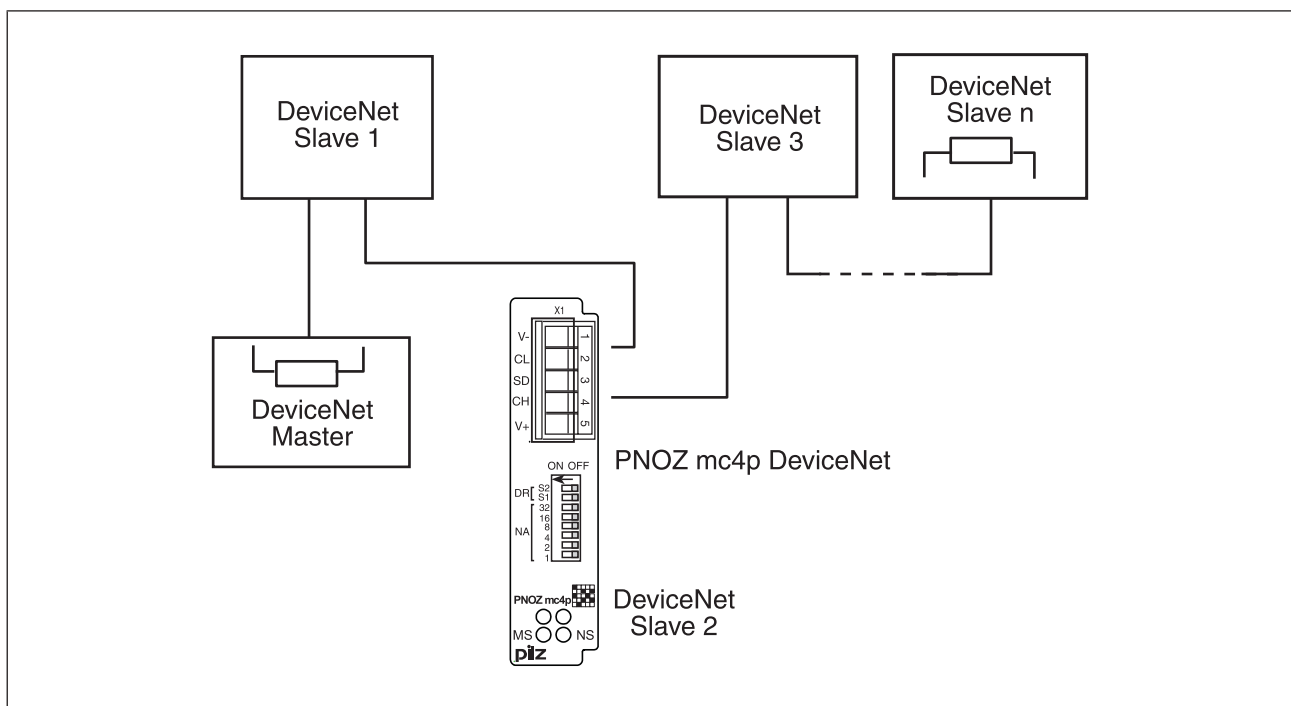 DeviceNet
Slave 1
DeviceNet
Slave 3
DeviceNet
Slave n
DeviceNet
Master
X1
V- 1
CL 2
SD 3
CH 4
V+ 5
PNOZ mc4p DeviceNet
ON OFF
DR S2
S1
32
16
8
NA 4
2
1
PNOZ mc4p
MS NS
pilz
DeviceNet
Slave 2